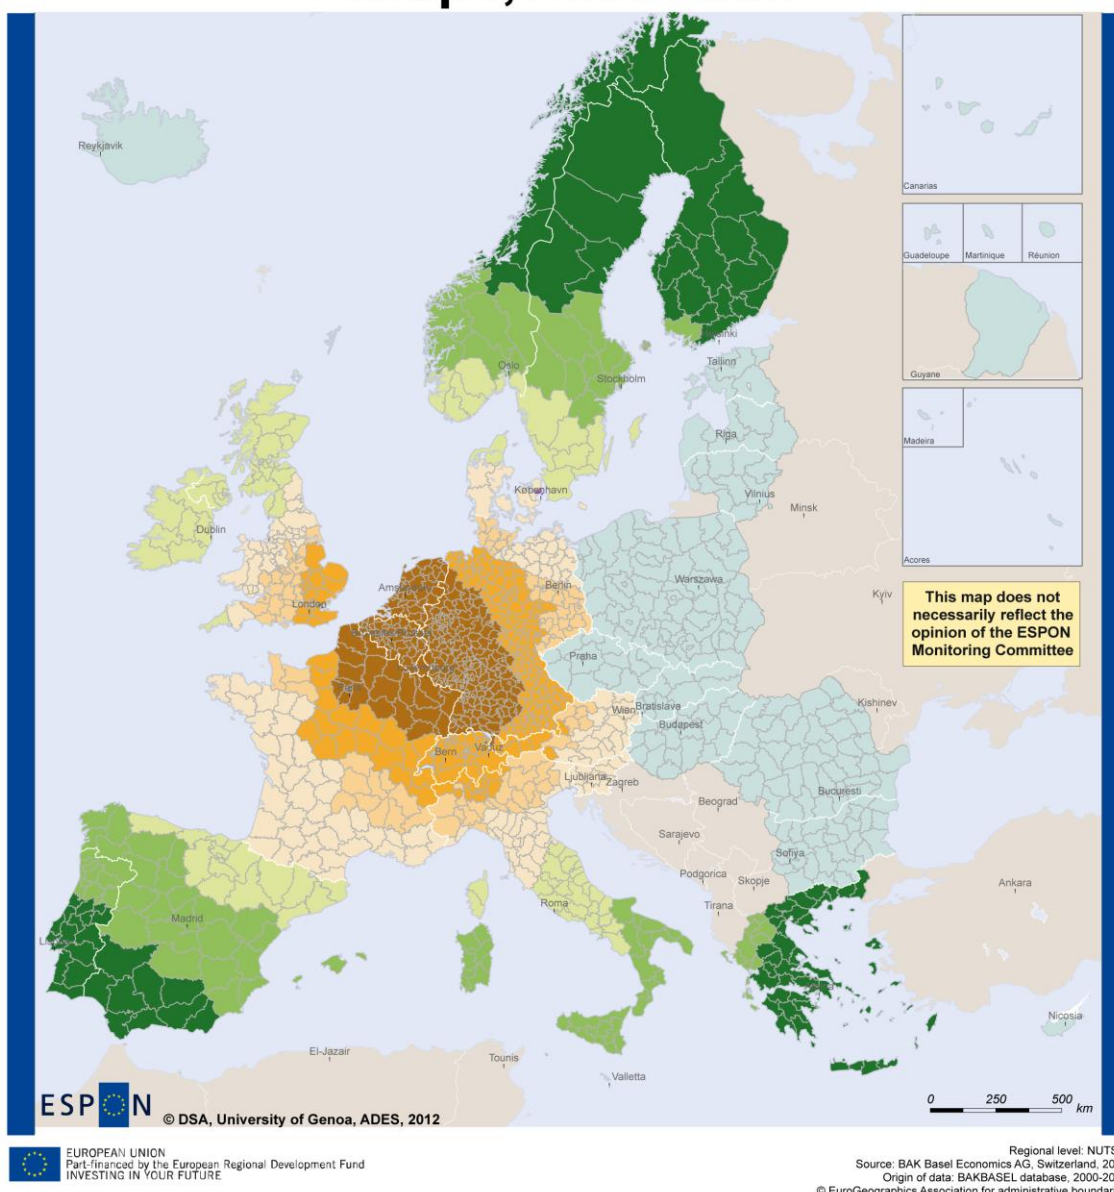 Reykjavik
Canarias
Guadeloupe
Martinique
Réunion
Guyane
Madeira
Acores
Oslo
Stockholm
Tallinn
Riga
Vilnius
Minsk
København
Dublin
London
Berlin
Warszawa
Kyiv
This map does not
necessarily reflect the
opinion of the ESPON
Monitoring Committee
Praha
Wien
Bratislava
Budapest
Kishinev
Bern
Vaduz
Ljubljana
Zagreb
Beograd
Bucuresti
Sarajevo
Sofiya
Podgorica
Skopje
Tirana
Ankara
Roma
Madrid
Nicosia
El-Jazair
Tounis
Valletta
ESPON
© DSA, University of Genoa, ADES, 2012
0 250 500
km
EUROPEAN UNION
Part-financed by the European Regional Development Fund
INVESTING IN YOUR FUTURE
Regional level: NUTS
Source: BAK Basel Economics AG, Switzerland, 20
Origin of data: BAKBASEL database, 2000-20
© EuroGeographics Association for administrative boundar